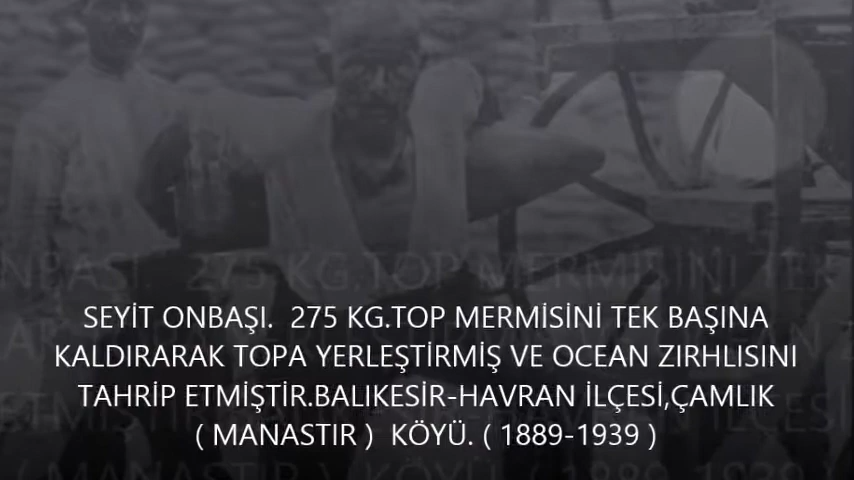 SEYİT ONBAŞI.  275 KG.TOP MERMİSİNİ TEK BAŞINA
KALDIRARAK TOPA YERLEŞTİRMİŞ VE OCEAN ZIRHLISINI
TAHRİP ETMİŞTİR.BALIKESİR-HAVRAN İLÇESİ,ÇAMLIK
( MANASTIR )  KÖYÜ. ( 1889-1939 )